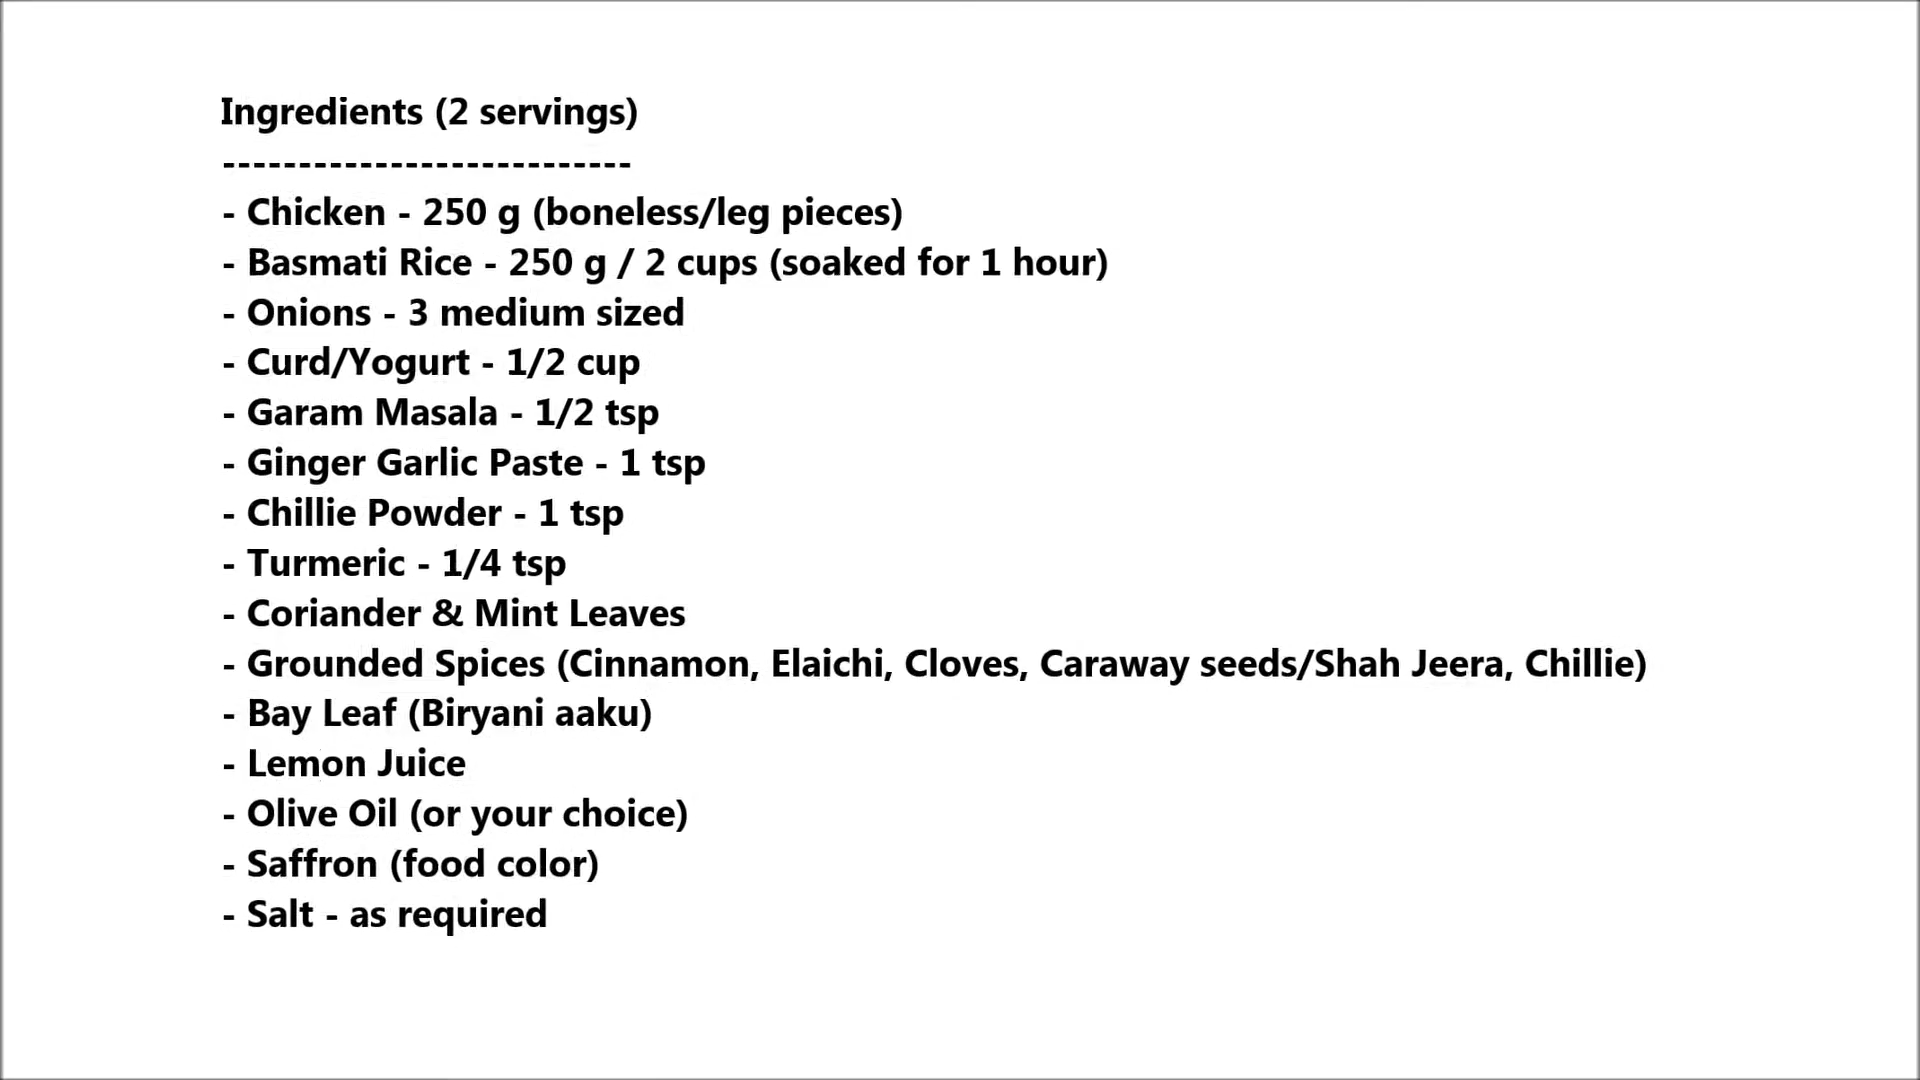 Ingredients (2 servings)
---------------------------
- Chicken - 250 g (boneless/leg pieces)
- Basmati Rice - 250 g / 2 cups (soaked for 1 hour)
- Onions - 3 medium sized
- Curd/Yogurt - 1/2 cup
- Garam Masala - 1/2 tsp
- Ginger Garlic Paste - 1 tsp
- Chillie Powder - 1 tsp
- Turmeric - 1/4 tsp
- Coriander & Mint Leaves
- Grounded Spices (Cinnamon, Elaichi, Cloves, Caraway seeds/Shah Jeera, Chillie)
- Bay Leaf (Biryani aaku)
- Lemon Juice
- Olive Oil (or your choice)
- Saffron (food color)
- Salt - as required